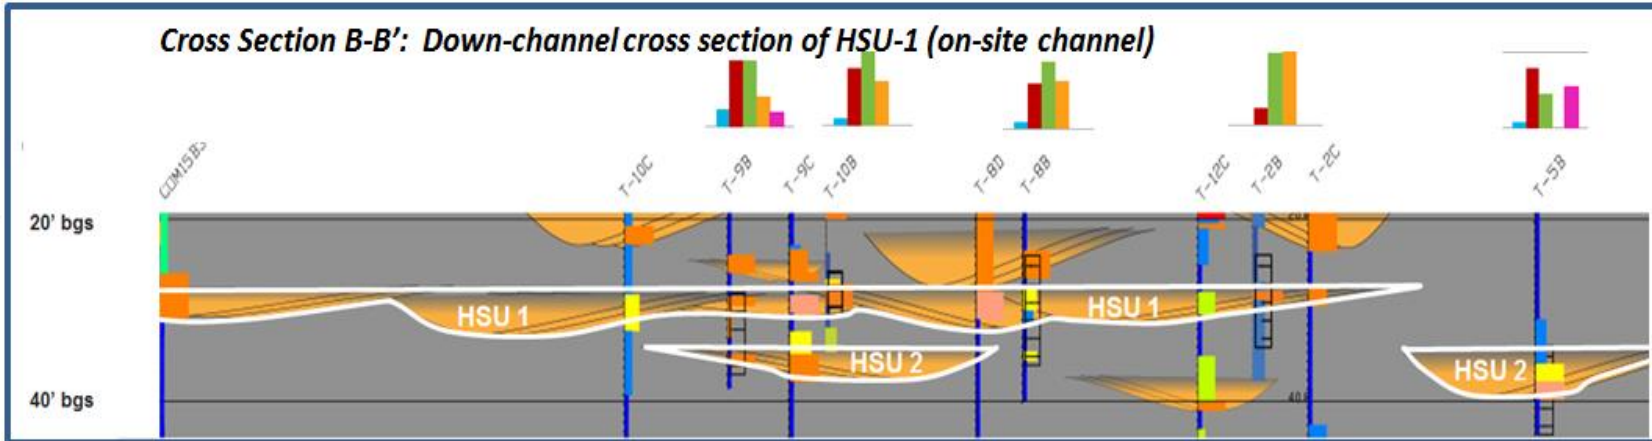 Cross Section B-B’: Down-channel cross section of HSU-1 (on-site channel)
COM15B
T-10C
T-9B
T-9C
T-10B
T-8D
T-8B
T-12C
T-2B
T-2C
T-5B
20’ bgs
HSU 1
HSU 1
HSU 2
HSU 2
40’ bgs